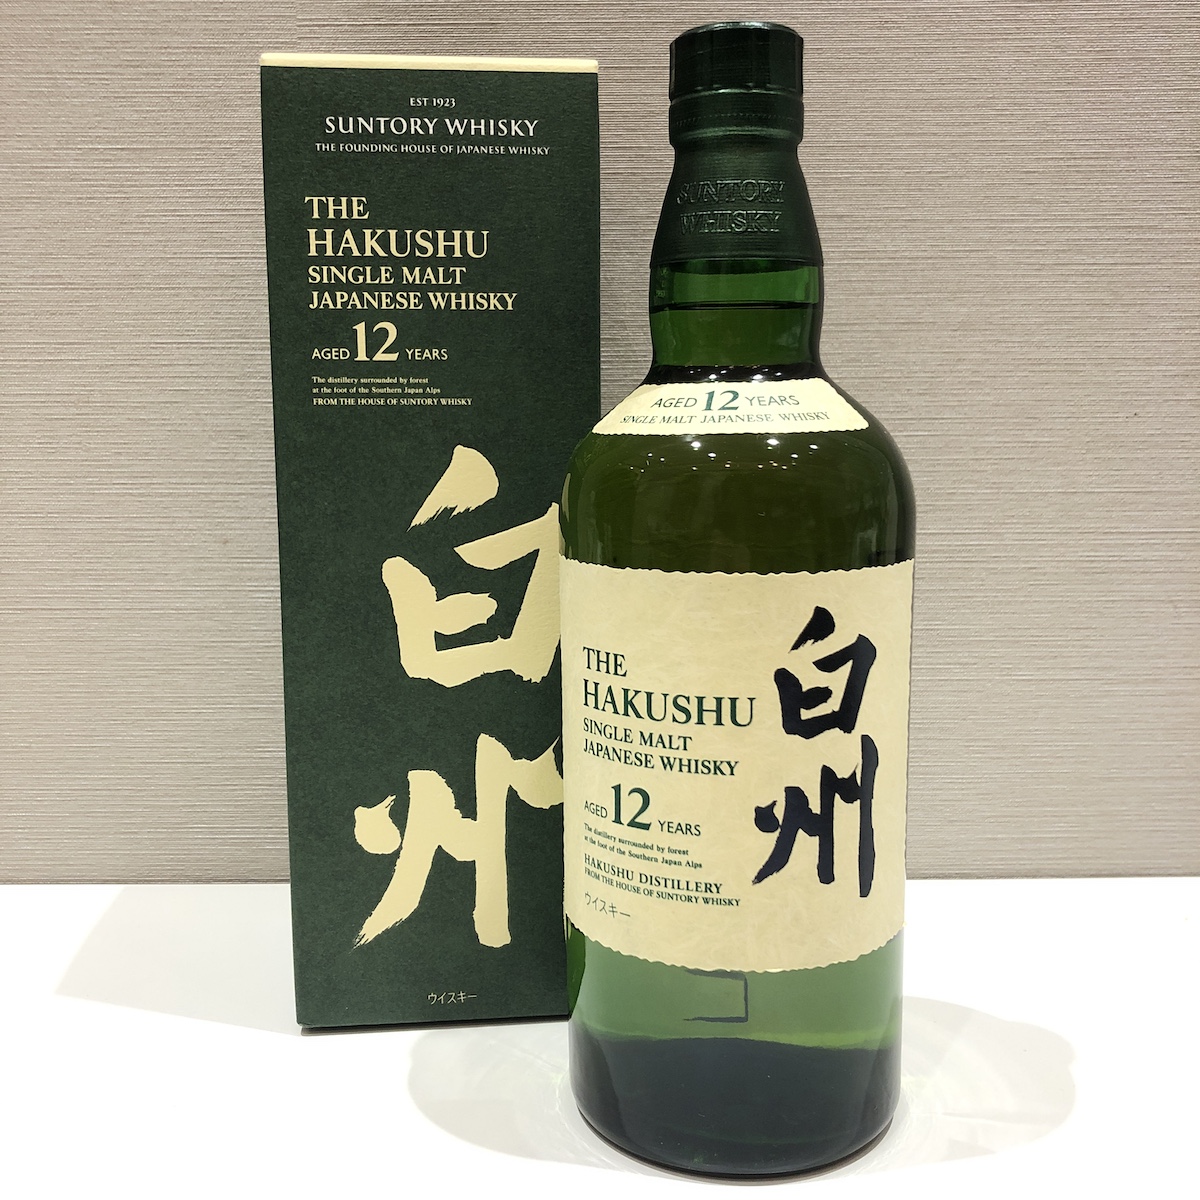 EST 1923
SUNTORY WHISKY
THE FOUNDING HOUSE OF JAPANESE WHISKY
THE
HAKUSHU
SINGLE MALT
JAPANESE WHISKY
AGED 12 YEARS
The distillery surrounded by forest
at the foot of the Southern Japan Alps
FROM THE HOUSE OF SUNTORY WHISKY
白州
ウイスキー
SUNTORY
WHISKY
AGED 12 YEARS
SINGLE MALT JAPANESE WHISKY
THE
HAKUSHU
SINGLE MALT
JAPANESE WHISKY
AGED 12 YEARS
The distillery surrounded by forest
at the foot of the Southern Japan Alps
HAKUSHU DISTILLERY
FROM THE HOUSE OF SUNTORY WHISKY
ウイスキー
白州